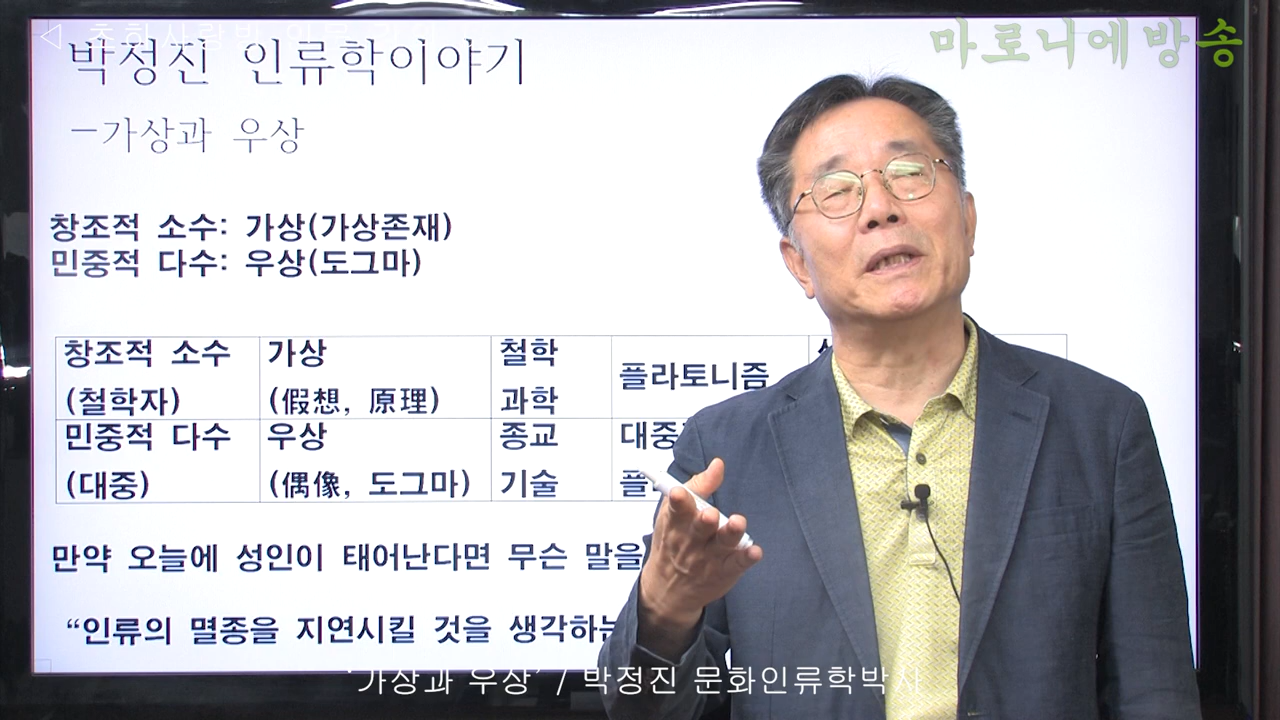 마로니에방송
박정진 인류학이야기
-가상과 우상
창조적 소수: 가상(가상존재)
민중적 다수: 우상(도그마)
창조적 소수 가상 철학
플라토니즘
(철학자) (假想, 原理) 과학
민중적 다수 우상 종교
(대중) (偶像, 도그마) 기술
만약 오늘에 성인이 태어난다면 무슨 말을
“인류의 멸종을 지연시킬 것을
‘가상과 우상’ / 박정진 문화인류학박사